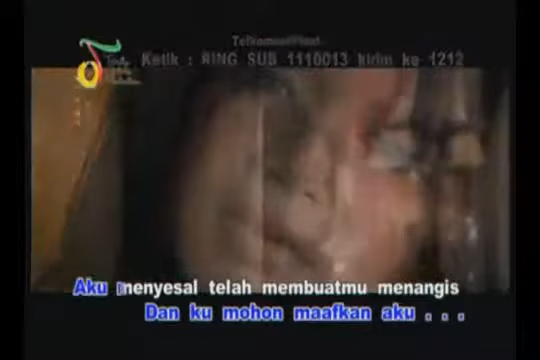 Telkomsel/Flexi
Ketik : RING SUB 1110013 kirim ke 1212
Aku menyesal telah membuatmu menangis
Dan ku mohon maafkan aku . . .